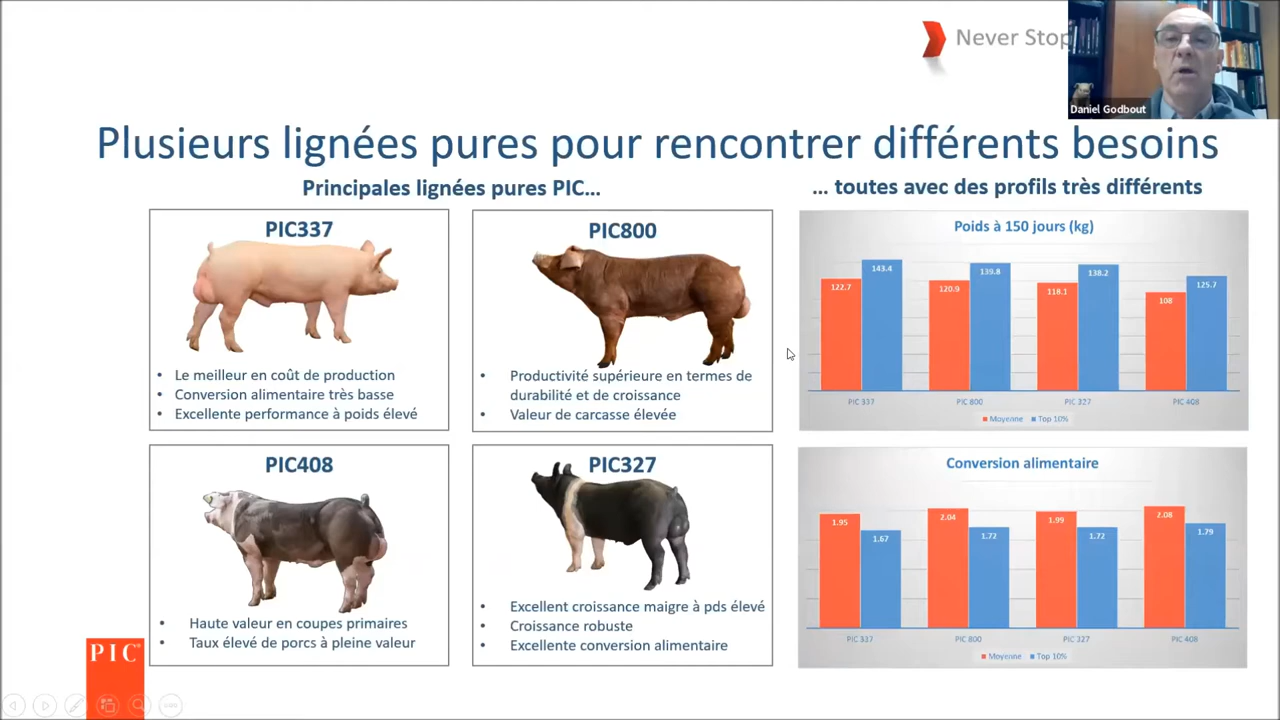 Never Stop
Daniel Godbout
Plusieurs lignées pures pour rencontrer différents besoins
Principales lignées pures PIC...
... toutes avec des profils très différents
PIC337
• Le meilleur en coût de production
• Conversion alimentaire très basse
• Excellente performance à poids élevé
PIC800
• Productivité supérieure en termes de
durabilité et de croissance
• Valeur de carcasse élevée
Poids à 150 jours (kg)
122.7
143.4
120.9
139.8
118.1
138.2
108
125.7
PIC 337
PIC 800
PIC 327
PIC 408
Moyenne
Top 10%
PIC408
• Haute valeur en coupes primaires
• Taux élevé de porcs à pleine valeur
PIC327
• Excellent croissance maigre à pds élevé
• Croissance robuste
• Excellente conversion alimentaire
Conversion alimentaire
1.95
1.67
2.04
1.72
1.99
1.72
2.08
1.79
PIC 337
PIC 800
PIC 327
PIC 408
Moyenne
Top 10%
PIC